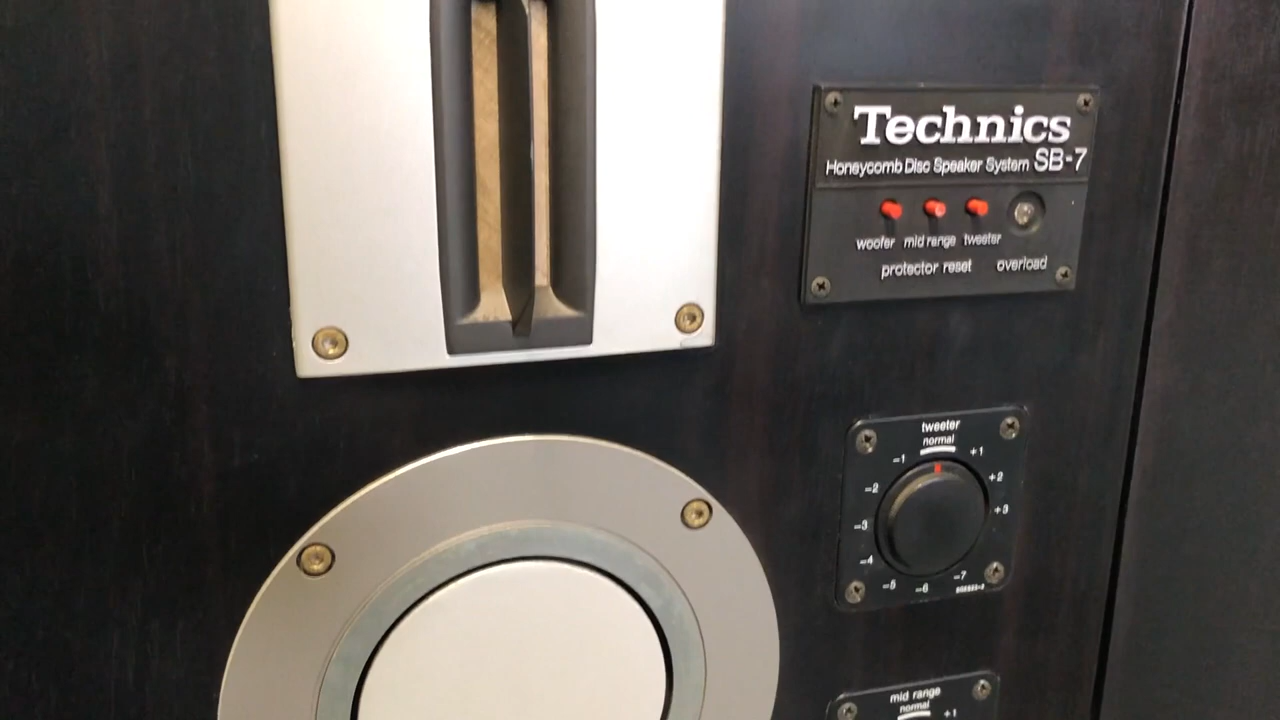 Technics
Honeycomb Disc Speaker System SB-7
woofer mid range tweeter
protector reset overload
tweeter
normal
-1 +1
-2 +2
-3 +3
-4
-5 -6 -7
mid range
normal
+1